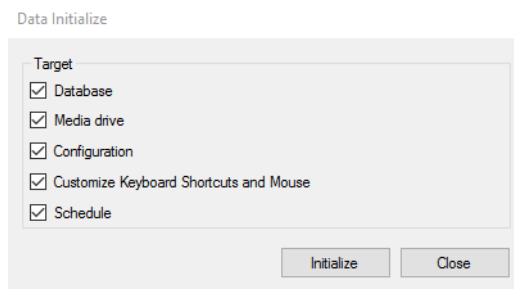 Data Initialize
Target
Database
Media drive
Configuration
Customize Keyboard Shortcuts and Mouse
Schedule
Initialize
Close